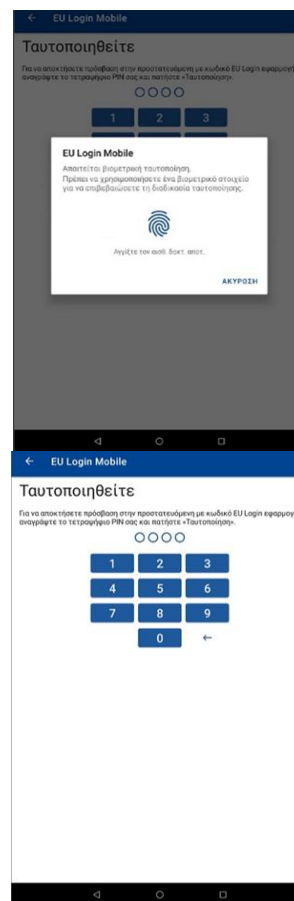 EU Login Mobile
Ταυτοποιηθείτε
Για να αποκτήσετε πρόσβαση στην προστατευόμενη με κωδικό EU Login εφαρμογή
αναγράψτε το τετραψήφιο PIN σας και πατήστε «Ταυτοποίηση».
1 2 3
EU Login Mobile
Απαιτείται βιομετρική ταυτοποίηση.
Πρέπει να χρησιμοποιήσετε ένα βιομετρικό στοιχείο
για να επιβεβαιώσετε τη διαδικασία ταυτοποίησης.
Αγγίξτε τον αισθ. δακτ. αποτ.
ΑΚΥΡΩΣΗ
EU Login Mobile
Ταυτοποιηθείτε
Για να αποκτήσετε πρόσβαση στην προστατευόμενη με κωδικό EU Login εφαρμογ
αναγράψτε το τετραψήφιο PIN σας και πατήστε «Ταυτοποίηση».
1 2 3
4 5 6
7 8 9
0